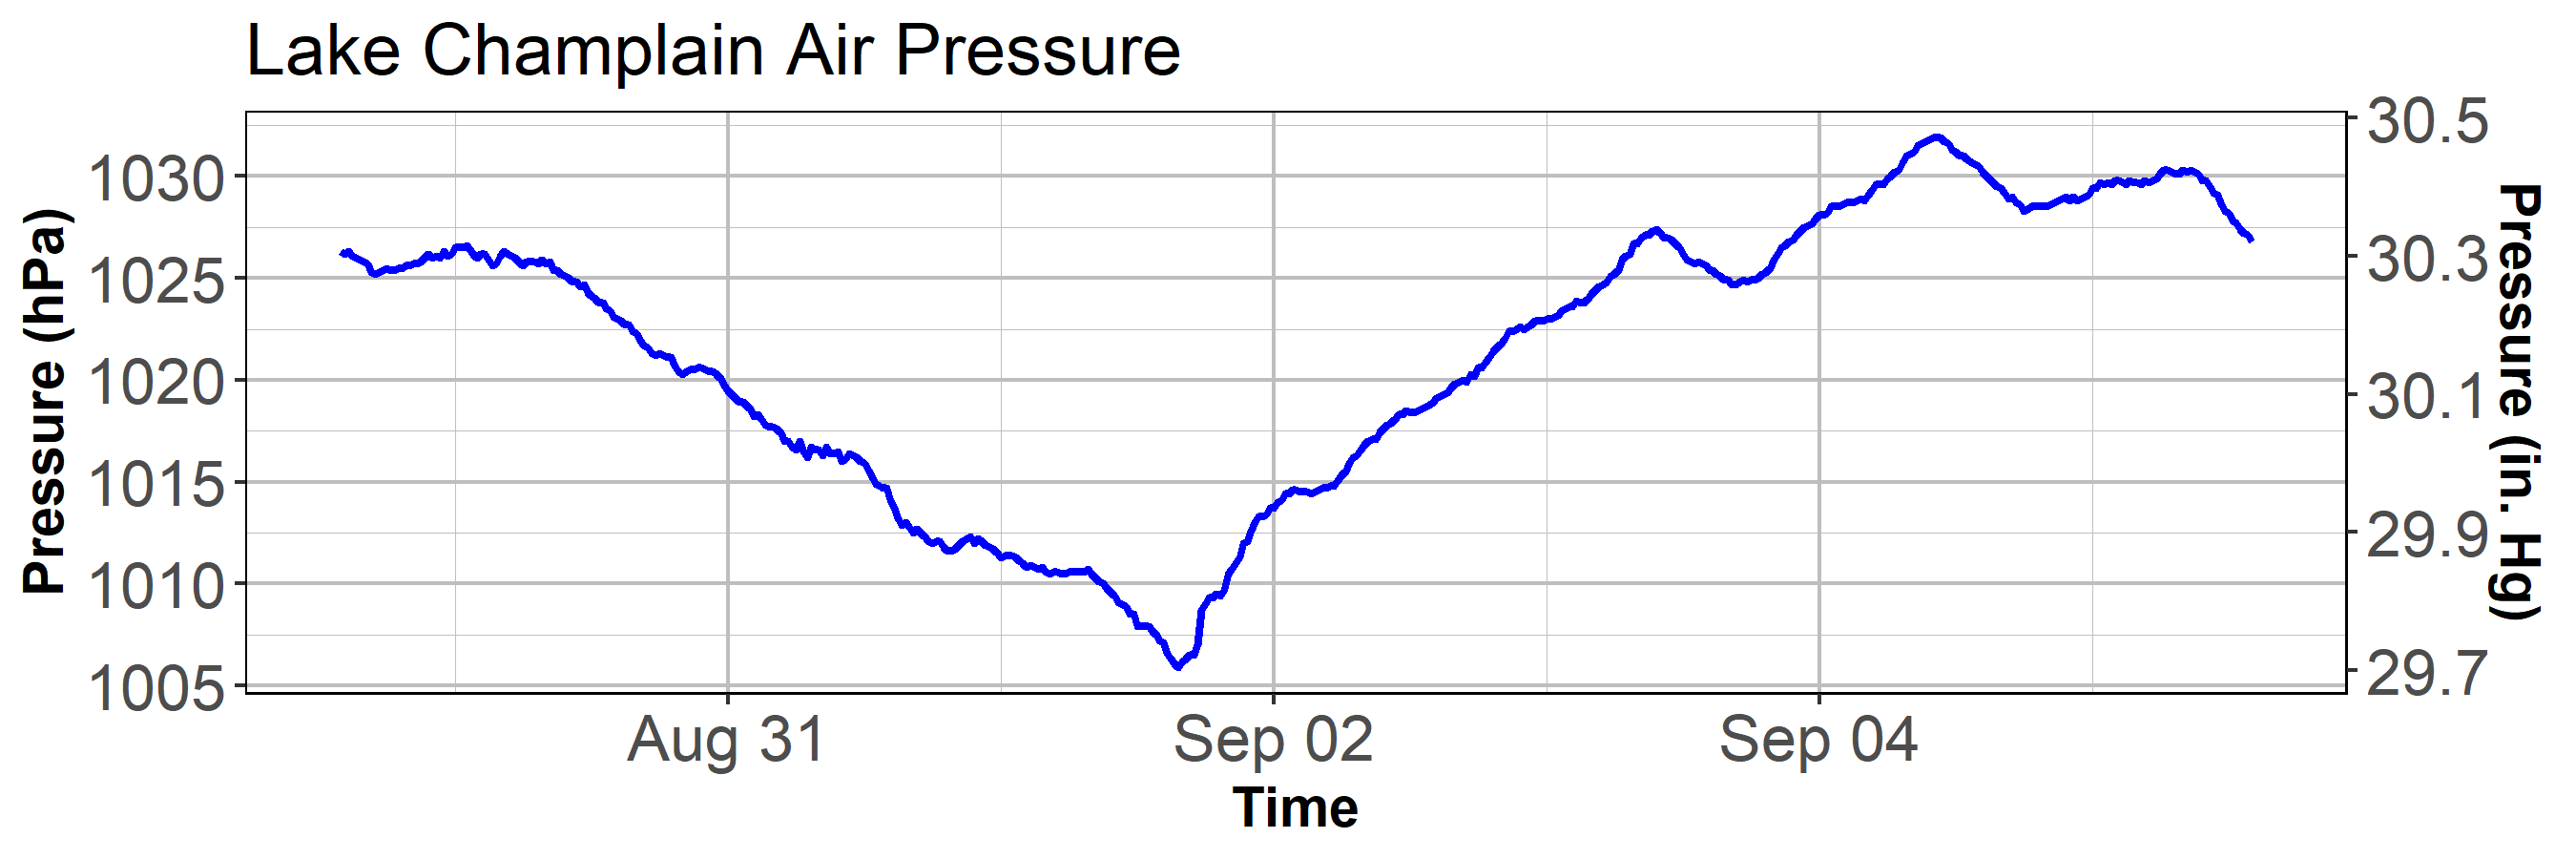 Lake Champlain Air Pressure
Pressure (hPa)
1030
1025
1020
1015
1010
1005
30.5
30.3
30.1
29.9
29.7
Pressure (in. Hg)
Aug 31 Sep 02 Sep 04
Time